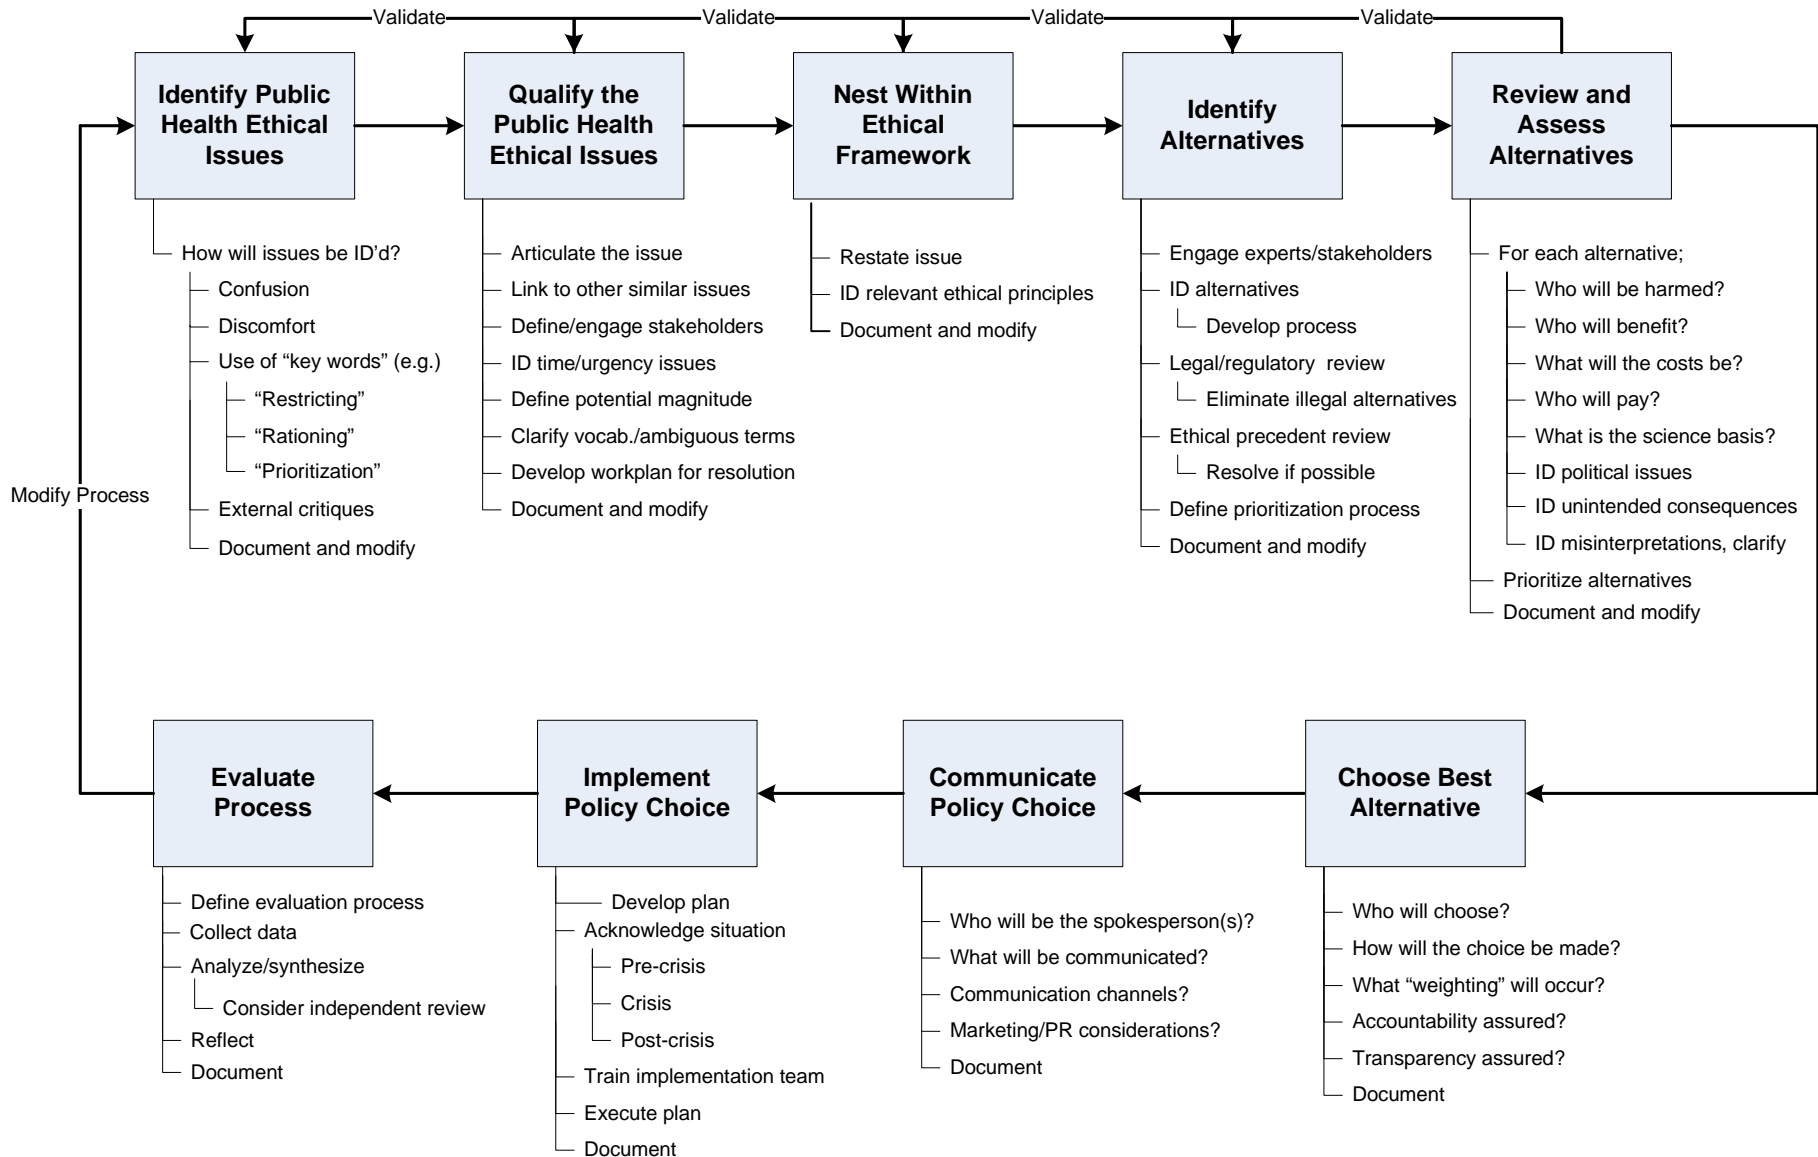 Validate
Validate
Validate
Validate
Identify Public
Health Ethical
Issues
Qualify the
Public Health
Ethical Issues
Nest Within
Ethical
Framework
Identify
Alternatives
Review and
Assess
Alternatives
How will issues be ID’d?
Confusion
Discomfort
Use of “key words” (e.g.)
“Restricting”
“Rationing”
“Prioritization”
External critiques
Document and modify
Articulate the issue
Link to other similar issues
Define/engage stakeholders
ID time/urgency issues
Define potential magnitude
Clarify vocab./ambiguous terms
Develop workplan for resolution
Document and modify
Restate issue
ID relevant ethical principles
Document and modify
Engage experts/stakeholders
ID alternatives
Develop process
Legal/regulatory  review
Eliminate illegal alternatives
Ethical precedent review
Resolve if possible
Define prioritization process
Document and modify
For each alternative;
Who will be harmed?
Who will benefit?
What will the costs be?
Who will pay?
What is the science basis?
ID political issues
ID unintended consequences
ID misinterpretations, clarify
Prioritize alternatives
Document and modify
Modify Process
Evaluate
Process
Implement
Policy Choice
Communicate
Policy Choice
Choose Best
Alternative
Define evaluation process
Collect data
Analyze/synthesize
Consider independent review
Reflect
Document
Develop plan
Acknowledge situation
Pre-crisis
Crisis
Post-crisis
Train implementation team
Execute plan
Document
Who will be the spokesperson(s)?
What will be communicated?
Communication channels?
Marketing/PR considerations?
Document
Who will choose?
How will the choice be made?
What “weighting” will occur?
Accountability assured?
Transparency assured?
Document